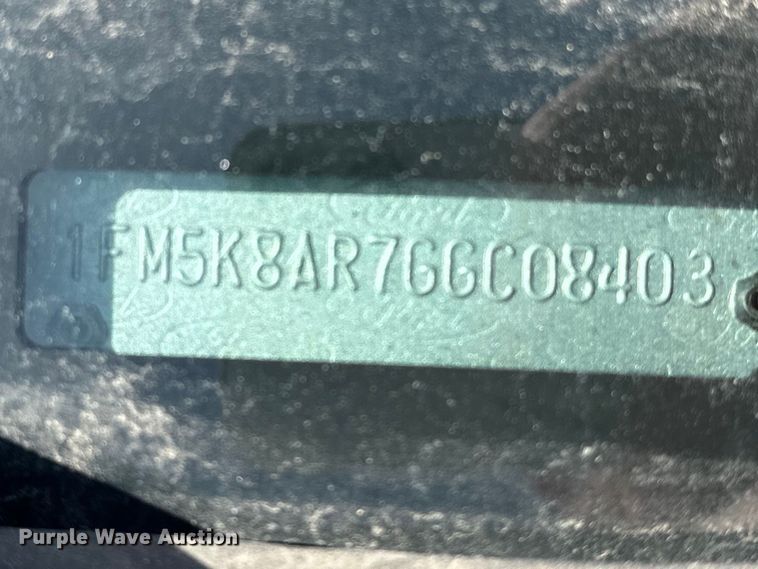 1FM5K8AR7GGC08403
Purple Wave Auction®